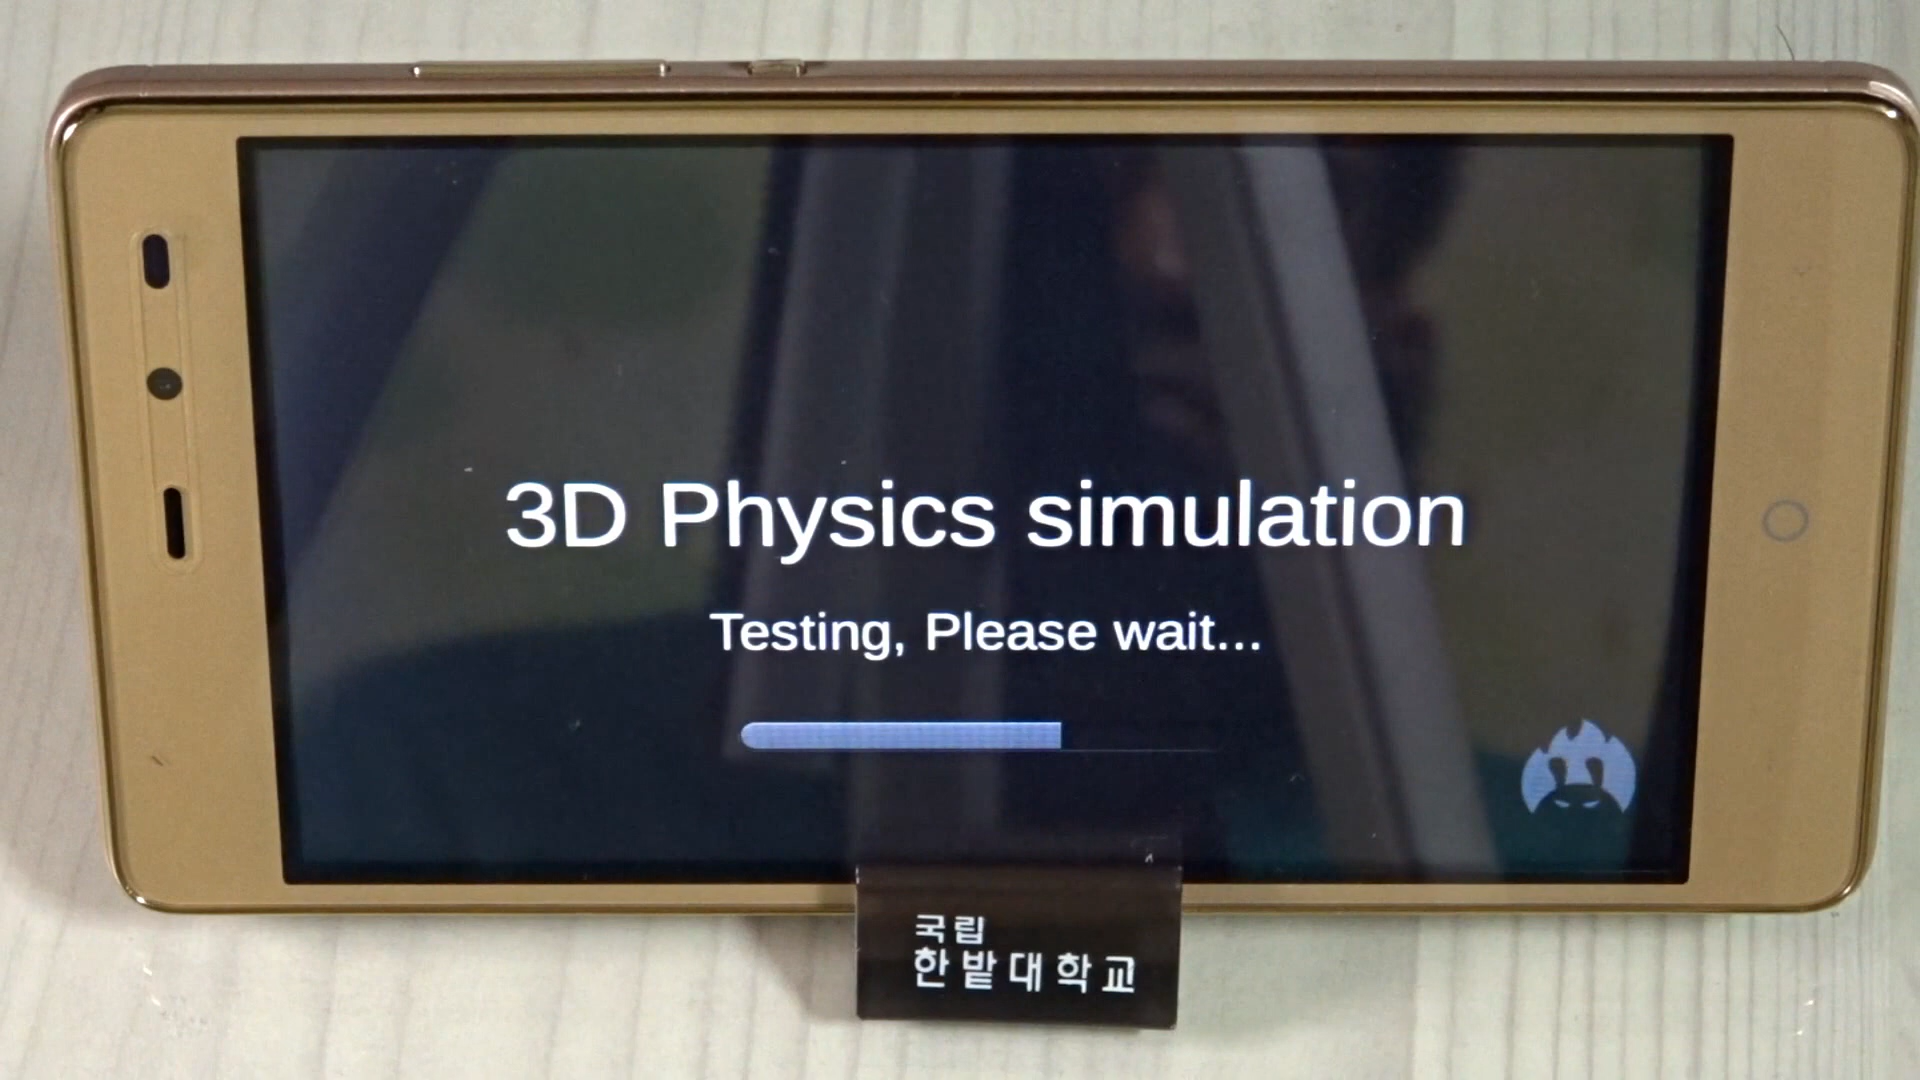 3D Physics simulation
Testing, Please wait...
국립
한밭대학교